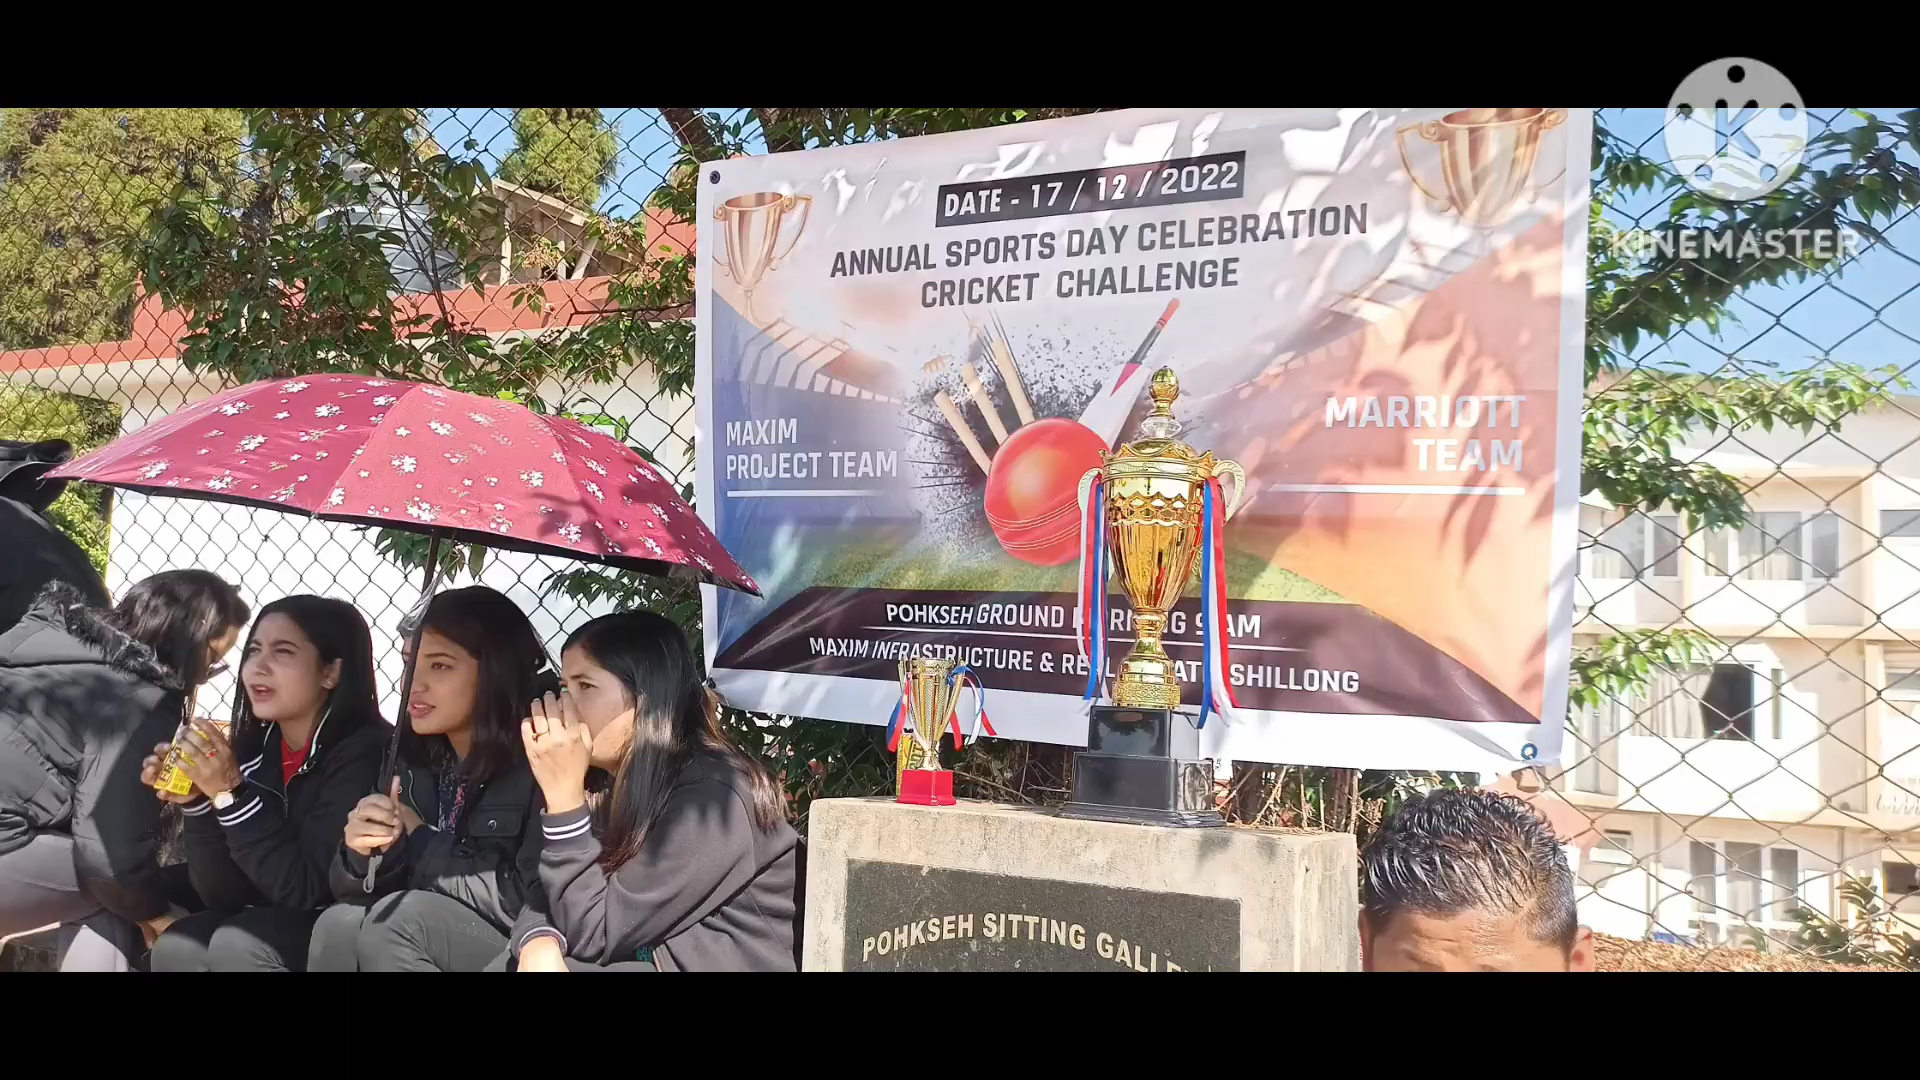 KINEMASTER
DATE - 17 / 12 / 2022
ANNUAL SPORTS DAY CELEBRATION
CRICKET CHALLENGE
MAXIM
PROJECT TEAM
MARRIOTT
TEAM
POHKSEH GROUND
MAXIM INFRASTRUCTURE & SHILLONG
POHKSEH SITTING